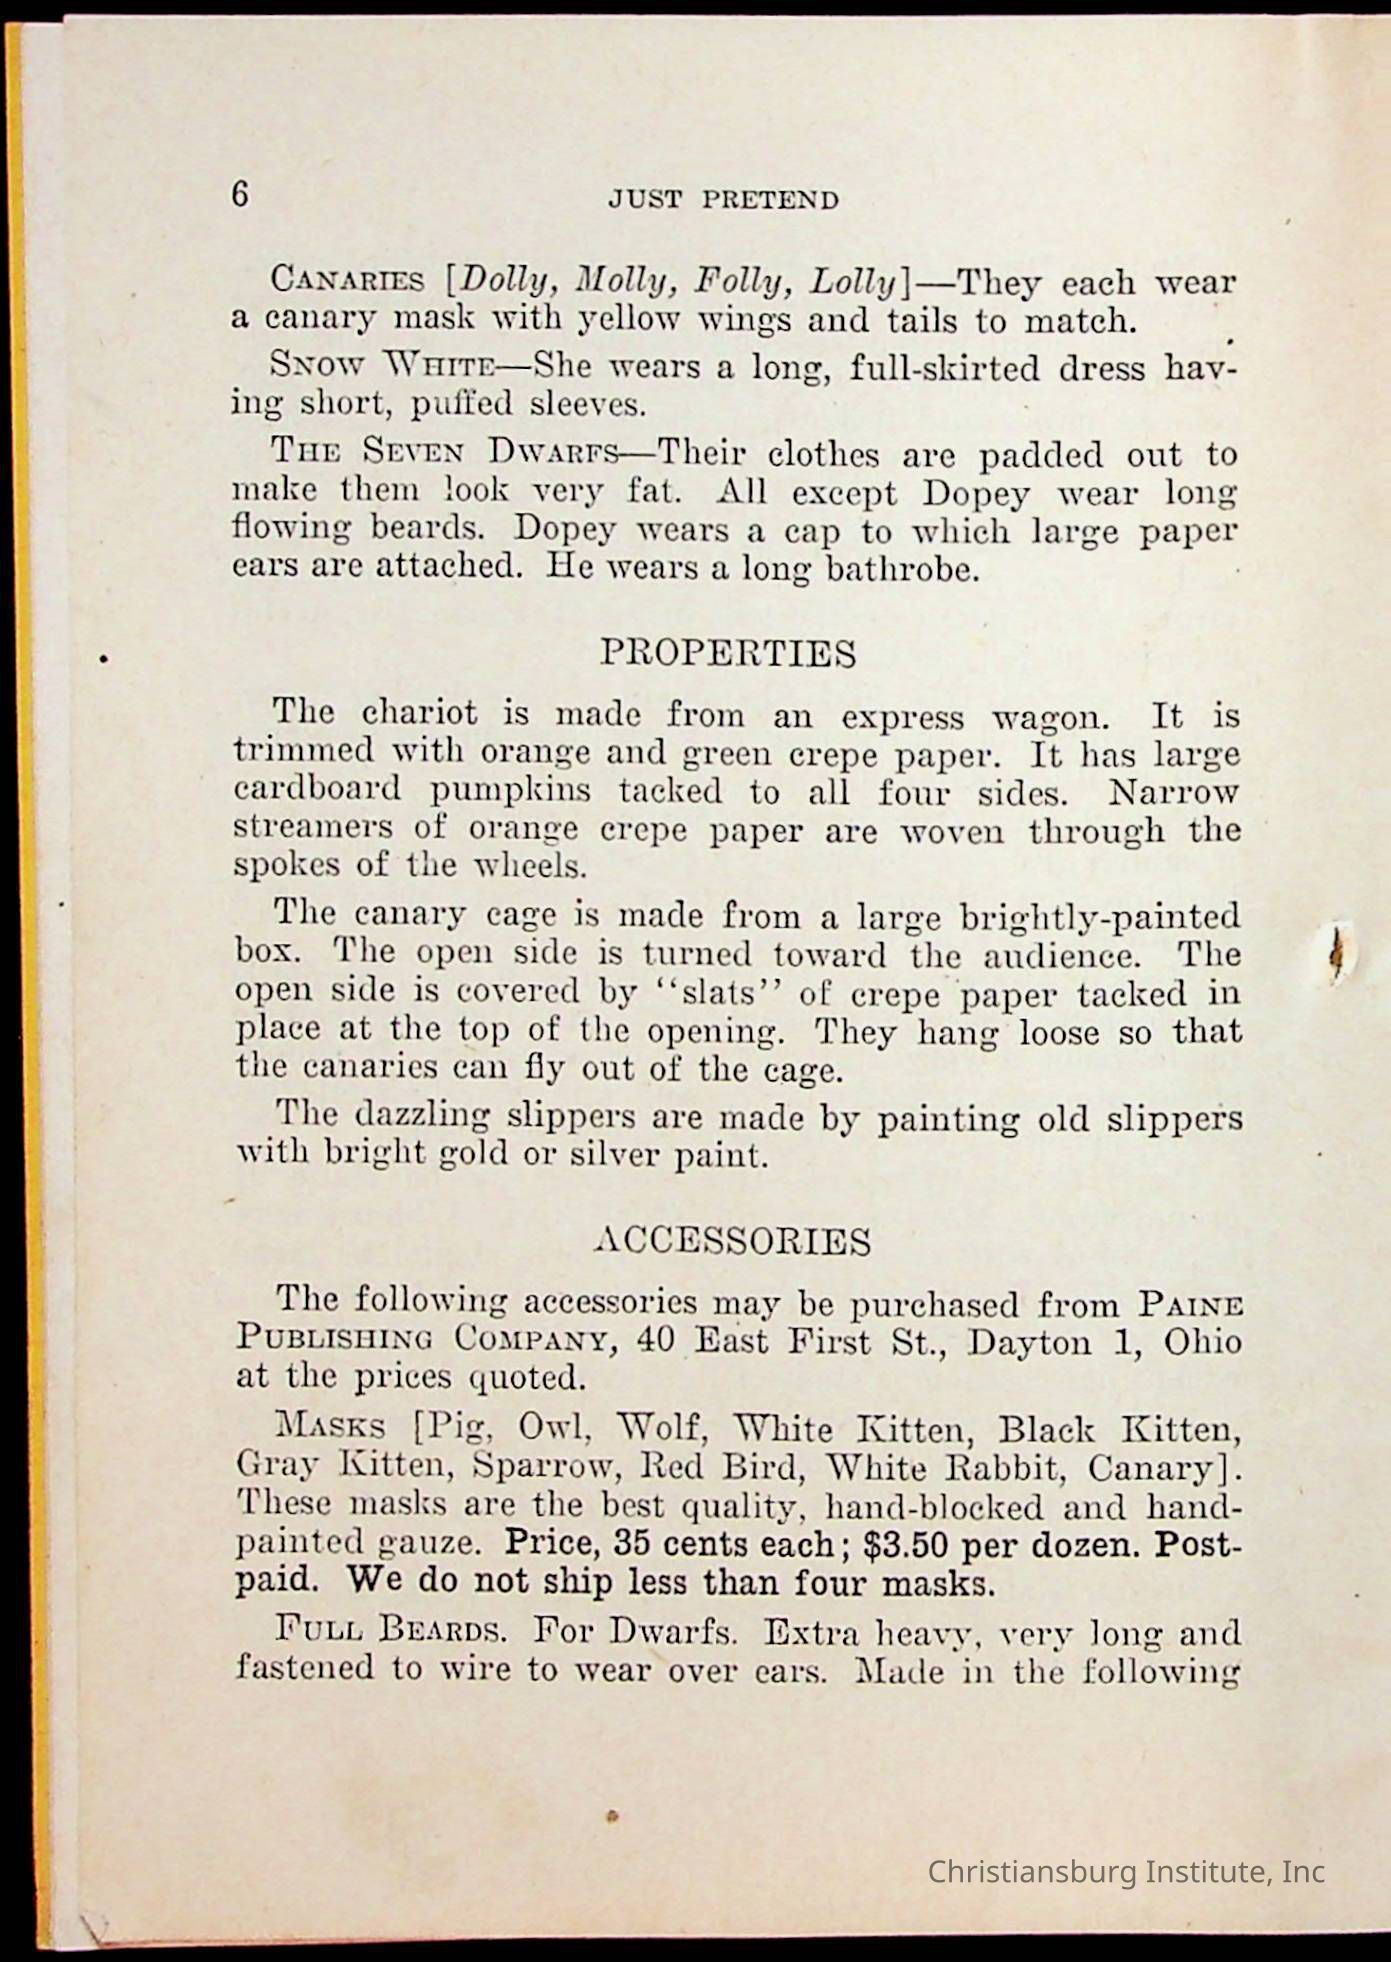 6 JUST PRETEND
CANARIES [Dolly, Molly, Folly, Lolly]—They each wear
a canary mask with yellow wings and tails to match.
SNOW WHITE—She wears a long, full-skirted dress hav-
ing short, puffed sleeves.
THE SEVEN DWARFS—Their clothes are padded out to
make them look very fat. All except Dopey wear long
flowing beards. Dopey wears a cap to which large paper
ears are attached. He wears a long bathrobe.
PROPERTIES
The chariot is made from an express wagon. It is
trimmed with orange and green crepe paper. It has large
cardboard pumpkins tacked to all four sides. Narrow
streamers of orange crepe paper are woven through the
spokes of the wheels.
The canary cage is made from a large brightly-painted
box. The open side is turned toward the audience. The
open side is covered by "slats" of crepe paper tacked in
place at the top of the opening. They hang loose so that
the canaries can fly out of the cage.
The dazzling slippers are made by painting old slippers
with bright gold or silver paint.
ACCESSORIES
The following accessories may be purchased from PAINE
PUBLISHING COMPANY, 40 East First St., Dayton 1, Ohio
at the prices quoted.
MASKS [Pig, Owl, Wolf, White Kitten, Black Kitten,
Gray Kitten, Sparrow, Red Bird, White Rabbit, Canary].
These masks are the best quality, hand-blocked and hand-
painted gauze. Price, 35 cents each; $3.50 per dozen. Post-
paid. We do not ship less than four masks.
FULL BEARDS. For Dwarfs. Extra heavy, very long and
fastened to wire to wear over ears. Made in the following
Christiansburg Institute, Inc